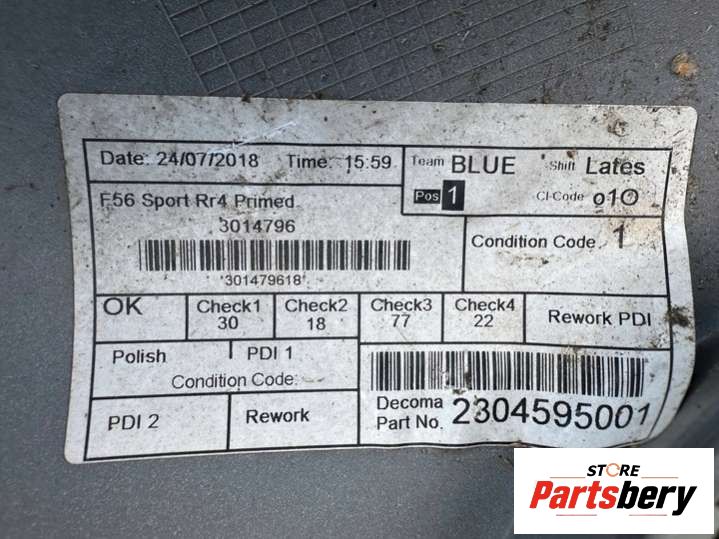 Date: 24/07/2018 Time: 15:59 Team BLUE Shift Lates
F56 Sport Rr4 Primed Pos 1 CI-Code 010
3014796
*301479618*
Condition Code 1
OK Check1 Check2 Check3 Check4 Rework PDI
30 18 77 22
Polish PDI 1
Condition Code:
PDI 2 Rework
Decoma
Part No. 2304595001
STORE
Partsbery